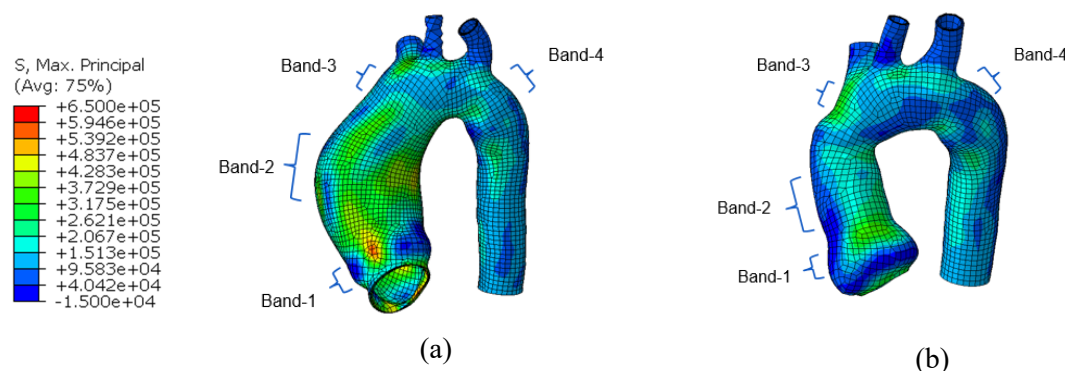 S, Max. Principal
(Avg: 75%)
+6.500e+05
+5.946e+05
+5.392e+05
+4.837e+05
+4.283e+05
+3.729e+05
+3.175e+05
+2.621e+05
+2.067e+05
+1.513e+05
+9.583e+04
+4.042e+04
-1.500e+04
Band-3
Band-4
Band-2
Band-1
(a)
Band-3
Band-4
Band-2
Band-1
(b)